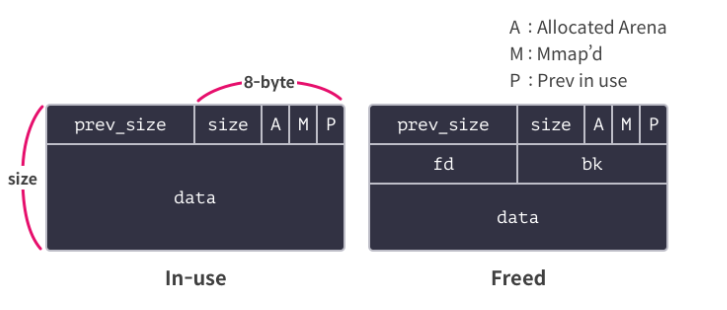 A : Allocated Arena
M : Mmap'd
P : Prev in use
8-byte
prev_size size A M P
size
data
In-use
prev_size size A M P
fd bk
data
Freed